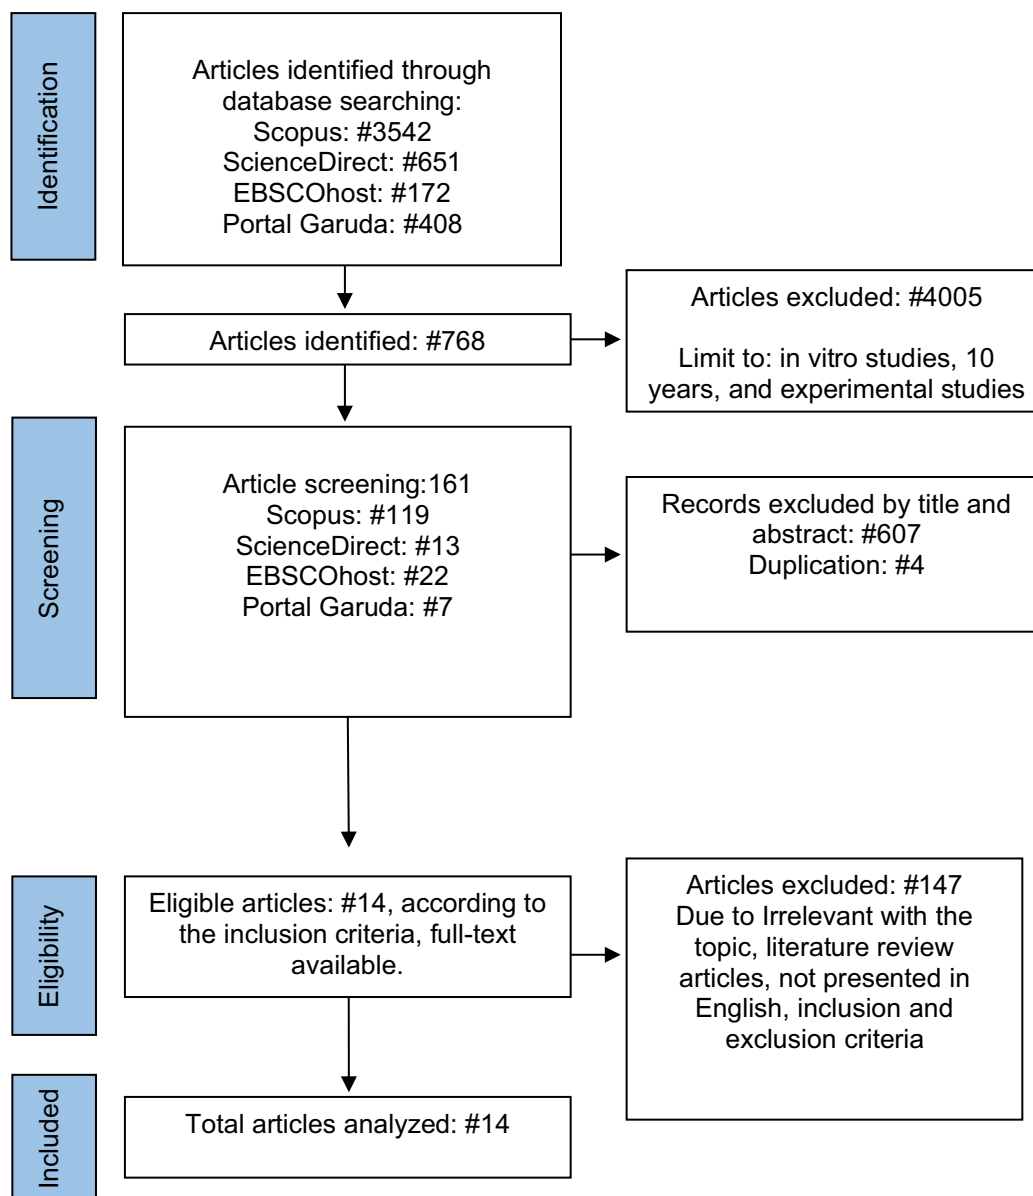 Identification
Articles identified through
database searching:
Scopus: #3542
ScienceDirect: #651
EBSCOhost: #172
Portal Garuda: #408
Articles identified: #768
Articles excluded: #4005
Limit to: in vitro studies, 10
years, and experimental studies
Screening
Article screening:161
Scopus: #119
ScienceDirect: #13
EBSCOhost: #22
Portal Garuda: #7
Records excluded by title and
abstract: #607
Duplication: #4
Eligibility
Eligible articles: #14, according to
the inclusion criteria, full-text
available.
Articles excluded: #147
Due to Irrelevant with the
topic, literature review
articles, not presented in
English, inclusion and
exclusion criteria
Included
Total articles analyzed: #14